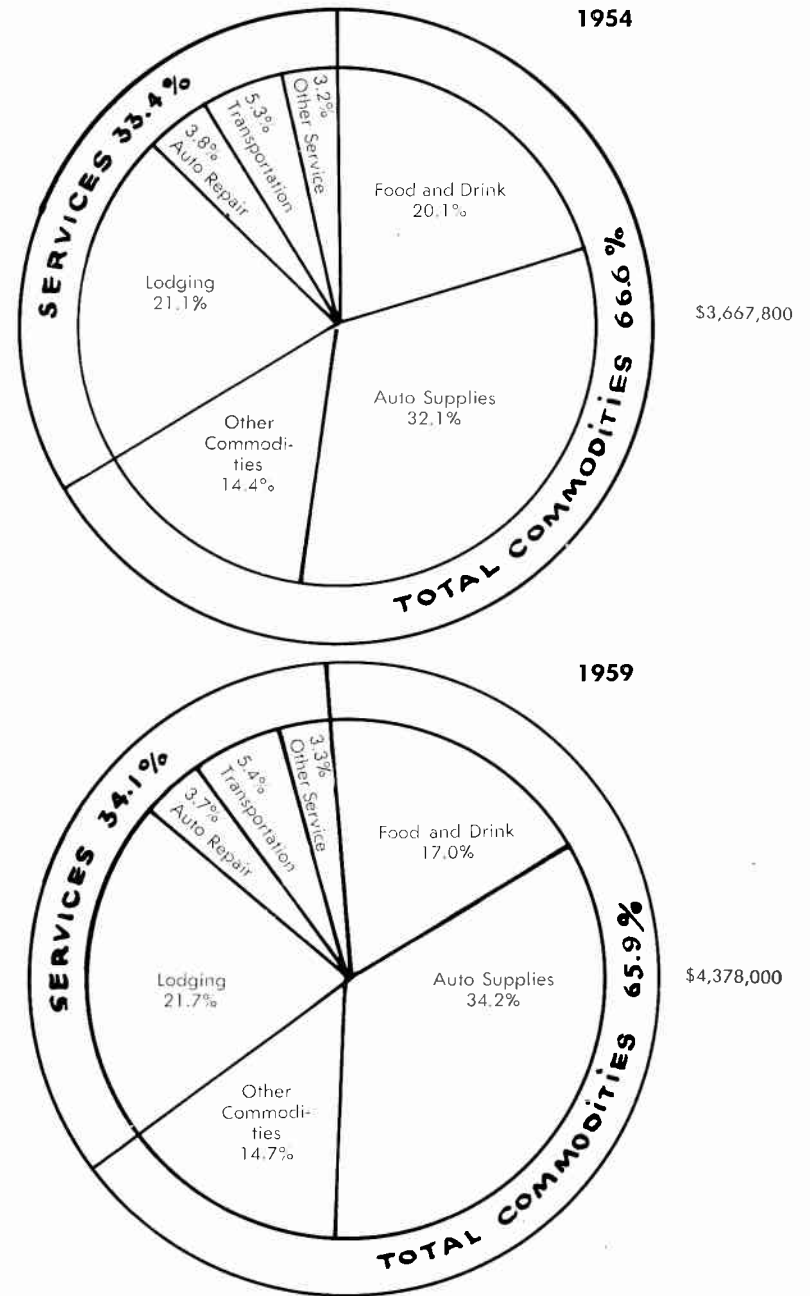 1954
SERVICES 33.4%
3.8%
Auto Repair
5.3%
Transportation
3.2%
Other Service
Food and Drink
20.1%
Lodging
21.1%
Auto Supplies
32.1%
Other
Commodi-
ties
14.4%
TOTAL COMMODITIES 66.6%
$3,667,800
1959
SERVICES 34.1%
3.7%
Auto Repair
5.4%
Transportation
3.3%
Other Service
Food and Drink
17.0%
Lodging
21.7%
Auto Supplies
34.2%
Other
Commodi-
ties
14.7%
TOTAL COMMODITIES 65.9%
$4,378,000